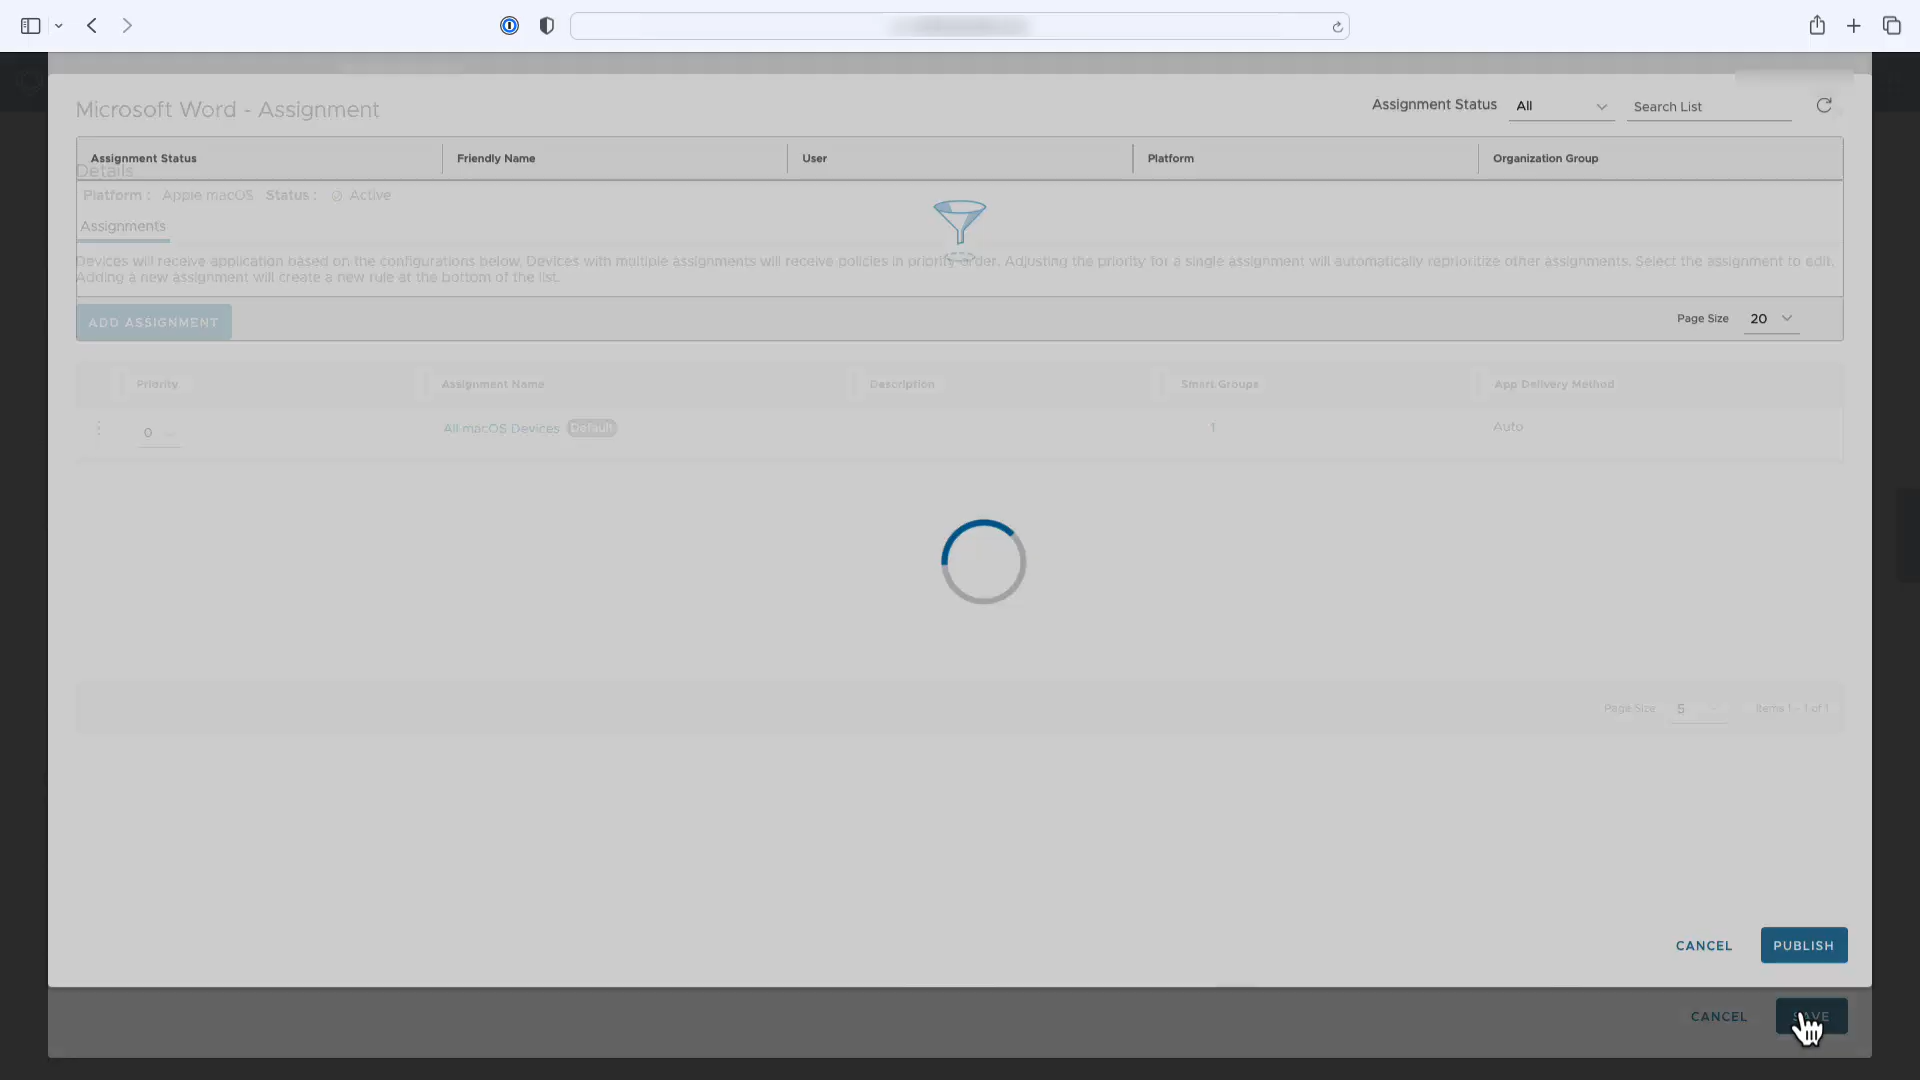 Microsoft Word - Assignment
Assignment Status All Search List
Assignment Status Friendly Name User Platform Organization Group
Details
Platform : Apple macOS Status : Active
Assignments
Devices will receive application based on the configurations below. Devices with multiple assignments will receive policies in priority order. Adjusting the priority for a single assignment will automatically reprioritize other assignments. Select the assignment to edit.
Adding a new assignment will create a new rule at the bottom of the list.
ADD ASSIGNMENT
Page Size 20
Priority Assignment Name Description Smart Groups App Delivery Method
0 All macOS Devices Default 1 Auto
Page Size 5 Items 1 - 1 of 1
CANCEL PUBLISH
CANCEL SAVE